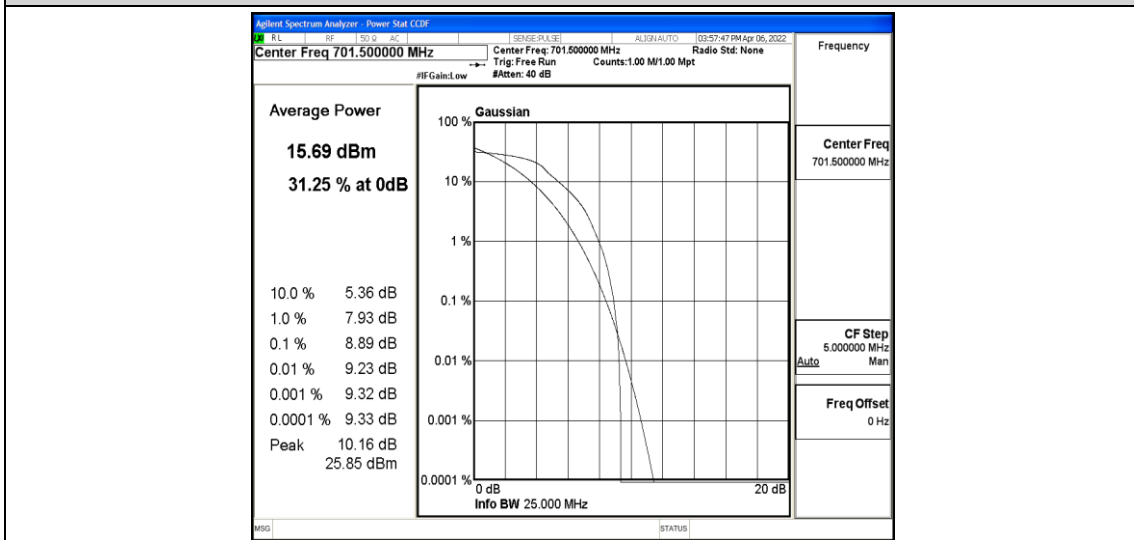 Agilent Spectrum Analyzer - Power Stat CCDF
RL RF 50 Ω AC SENSE:PULSE ALIGNAUTO 03:57:47 PM Apr 06, 2022
Center Freq 701.500000 MHz
Center Freq: 701.500000 MHz Radio Std: None
Trig: Free Run Counts:1.00 M/1.00 Mpt
#IFGain:Low #Atten: 40 dB
Frequency
Average Power
15.69 dBm
31.25 % at 0dB
10.0 % 5.36 dB
1.0 % 7.93 dB
0.1 % 8.89 dB
0.01 % 9.23 dB
0.001 % 9.32 dB
0.0001 % 9.33 dB
Peak 10.16 dB
25.85 dBm
Gaussian
100 %
10 %
1 %
0.1 %
0.01 %
0.001 %
0.0001 %
0 dB 20 dB
Info BW 25.000 MHz
Center Freq
701.500000 MHz
CF Step
5.000000 MHz
Auto Man
Freq Offset
0 Hz
MSG STATUS